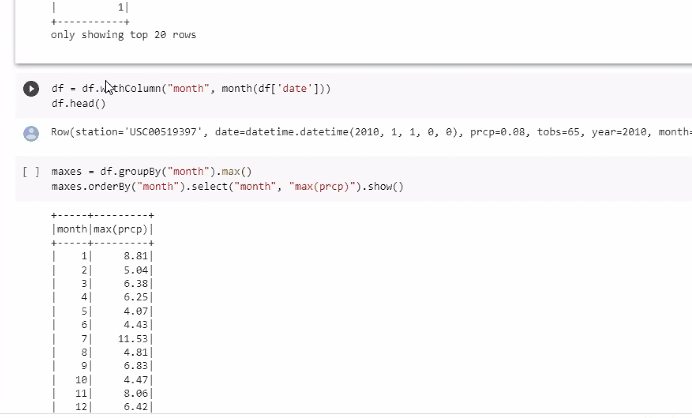 |          1|
+-----------+
only showing top 20 rows
df = df.withColumn("month", month(df['date']))
df.head()
Row(station='USC00519397', date=datetime.datetime(2010, 1, 1, 0, 0), prcp=0.08, tobs=65, year=2010, month=
[ ] maxes = df.groupBy("month").max()
maxes.orderBy("month").select("month", "max(prcp)").show()
+-----+---------+
|month|max(prcp)|
+-----+---------+
|    1|     8.81|
|    2|     5.04|
|    3|     6.38|
|    4|     6.25|
|    5|     4.07|
|    6|     4.43|
|    7|    11.53|
|    8|     4.81|
|    9|     6.83|
|   10|     4.47|
|   11|     8.06|
|   12|     6.42|